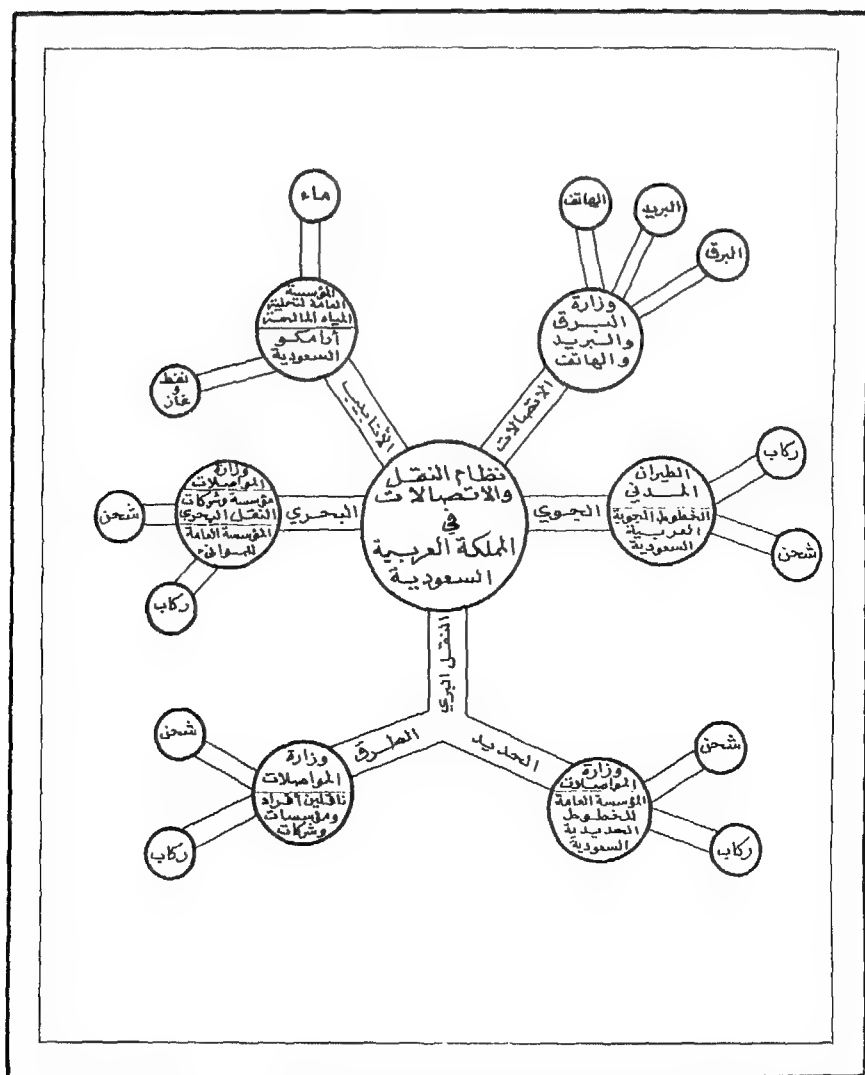 ماء
الهاتف
البريد
البرق
المؤسسة
العامة لتحلية
المياه المالحة
أرامكو
السعودية
وزارة
البرق
والبريد
والهاتف
نفط
و
غاز
الأنابيب
الاتصالات
نظام النقل
والاتصالات
في
المملكة العربية
السعودية
الجوي
الطيران
المدني
الخطوط الجوية
العربية
السعودية
ركاب
شحن
البحري
وزارة
المواصلات
مؤسسة وشركات
النقل البحري
المؤسسة العامة
للموانئ
شحن
ركاب
النقل البري
الحديد
الطرق
وزارة
المواصلات
المؤسسة العامة
للخطوط
الحديدية
السعودية
شحن
ركاب
وزارة
المواصلات
ناقلين أفراد
ومؤسسات
وشركات
شحن
ركاب